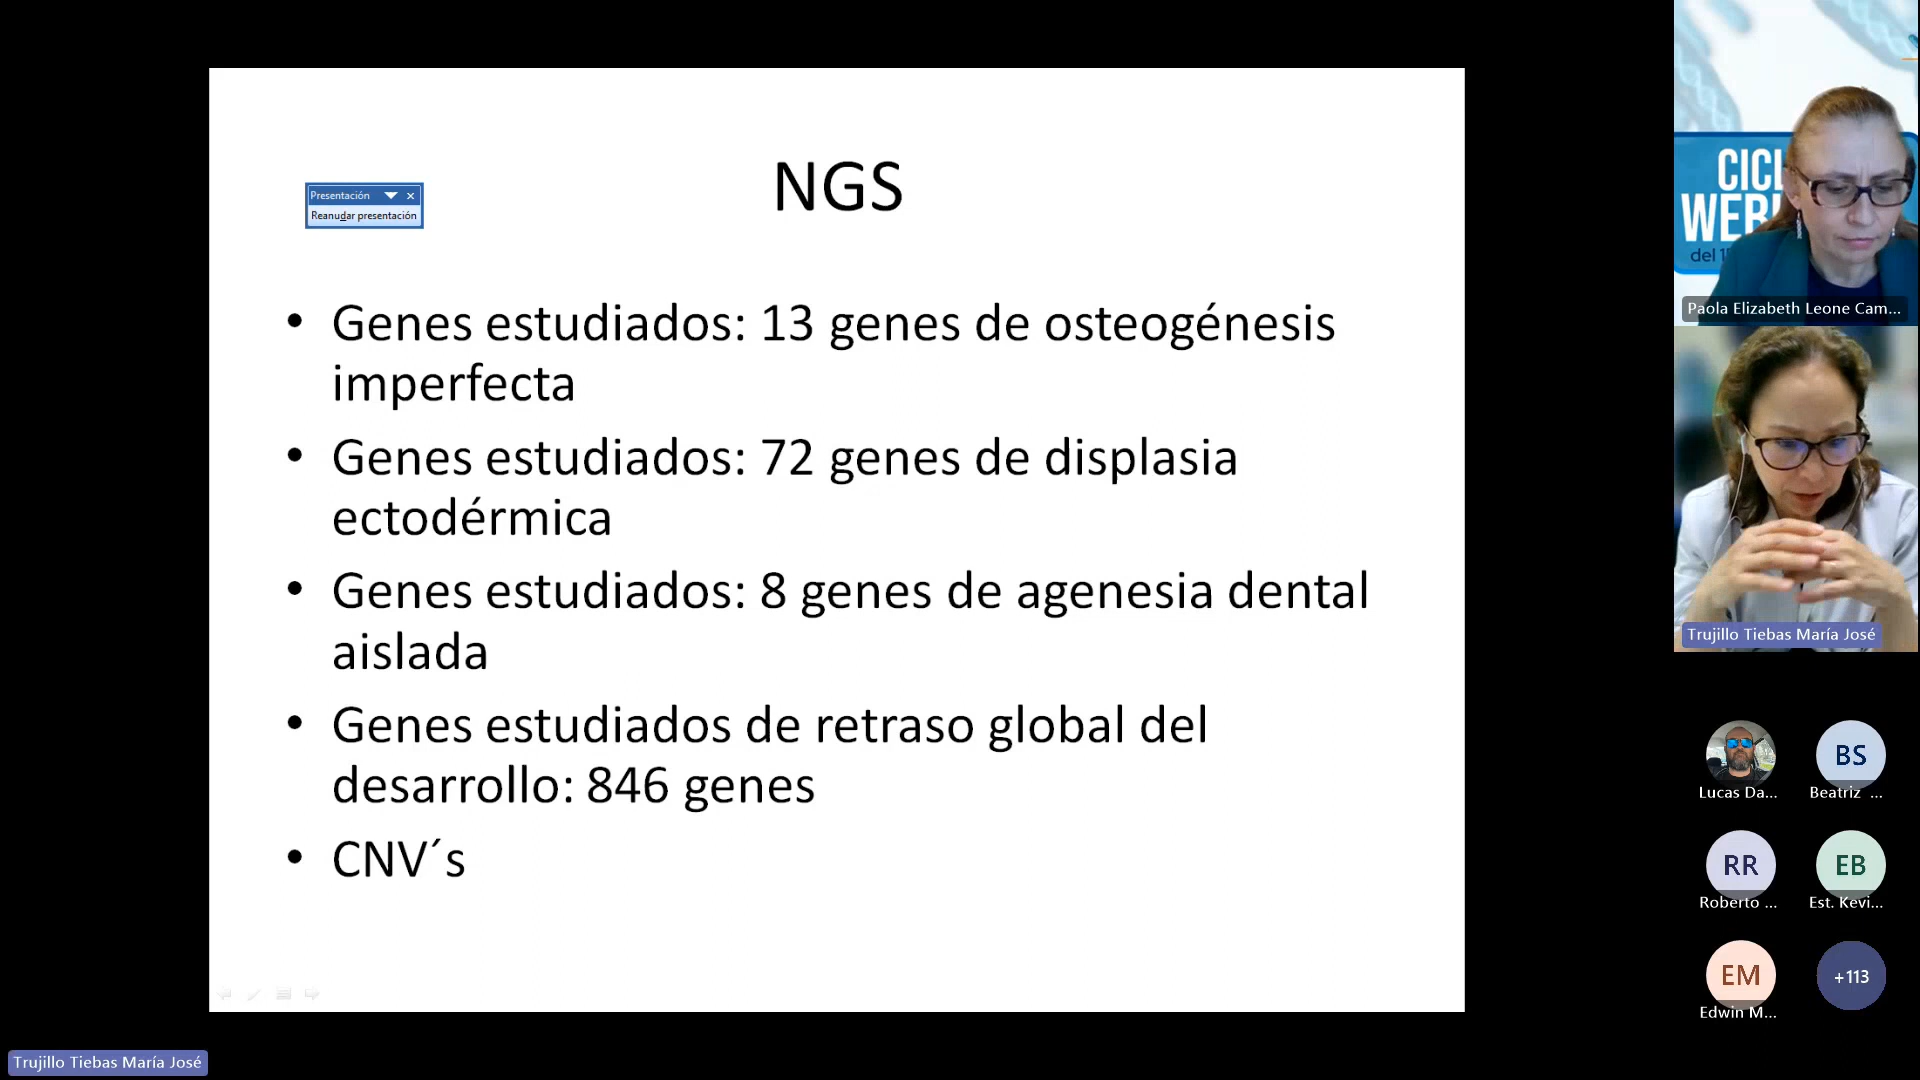 NGS
Presentación
Reanudar presentación
• Genes estudiados: 13 genes de osteogénesis
imperfecta
• Genes estudiados: 72 genes de displasia
ectodérmica
• Genes estudiados: 8 genes de agenesia dental
aislada
• Genes estudiados de retraso global del
desarrollo: 846 genes
• CNV´s
Trujillo Tiebas María José
CICL
WEB
del 1
Paola Elizabeth Leone Cam...
Trujillo Tiebas María José
BS
Lucas Da...
Beatriz ...
RR
EB
Roberto ...
Est. Kevi...
EM
+113
Edwin M...